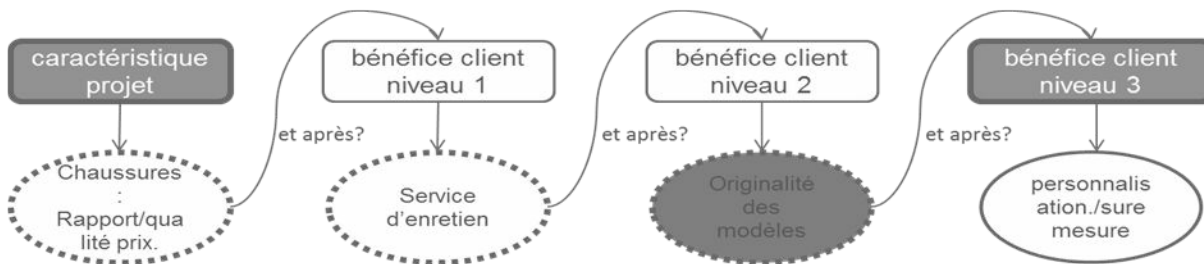 caractéristique
projet
bénéfice client
niveau 1
bénéfice client
niveau 2
bénéfice client
niveau 3
et après?
et après?
et après?
Chaussures
:
Rapport/qua
lité prix.
Service
d'enretien
Originalité
des
modèles
personnalis
ation./sure
mesure